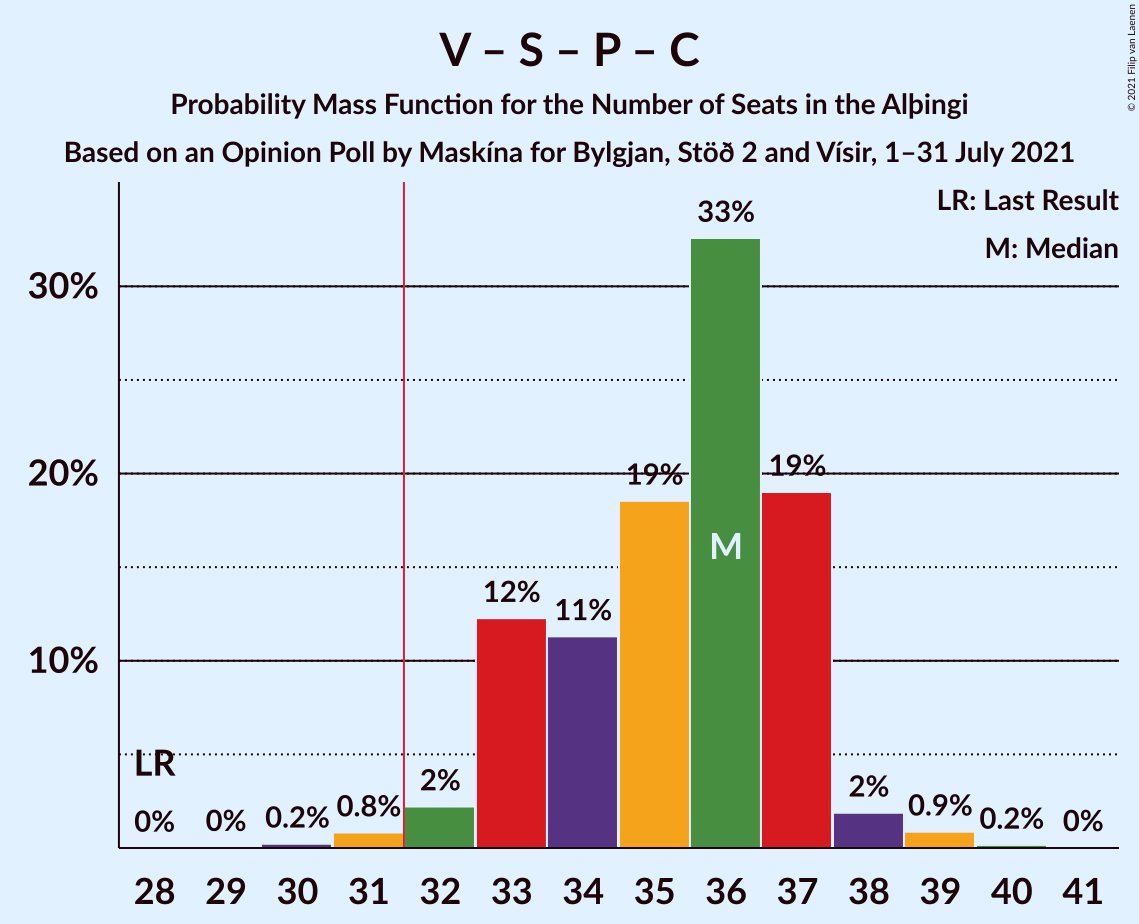 V – S – P – C
Probability Mass Function for the Number of Seats in the Alþingi
Based on an Opinion Poll by Maskína for Bylgjan, Stöð 2 and Vísir, 1–31 July 2021
© 2021 Filip van Laenen
LR: Last Result
M: Median
33%
30%
20%
19%
19%
M
12%
11%
10%
LR
2%
2%
0%
0%
0.2%
0.8%
0.9%
0.2%
0%
28 29 30 31 32 33 34 35 36 37 38 39 40 41